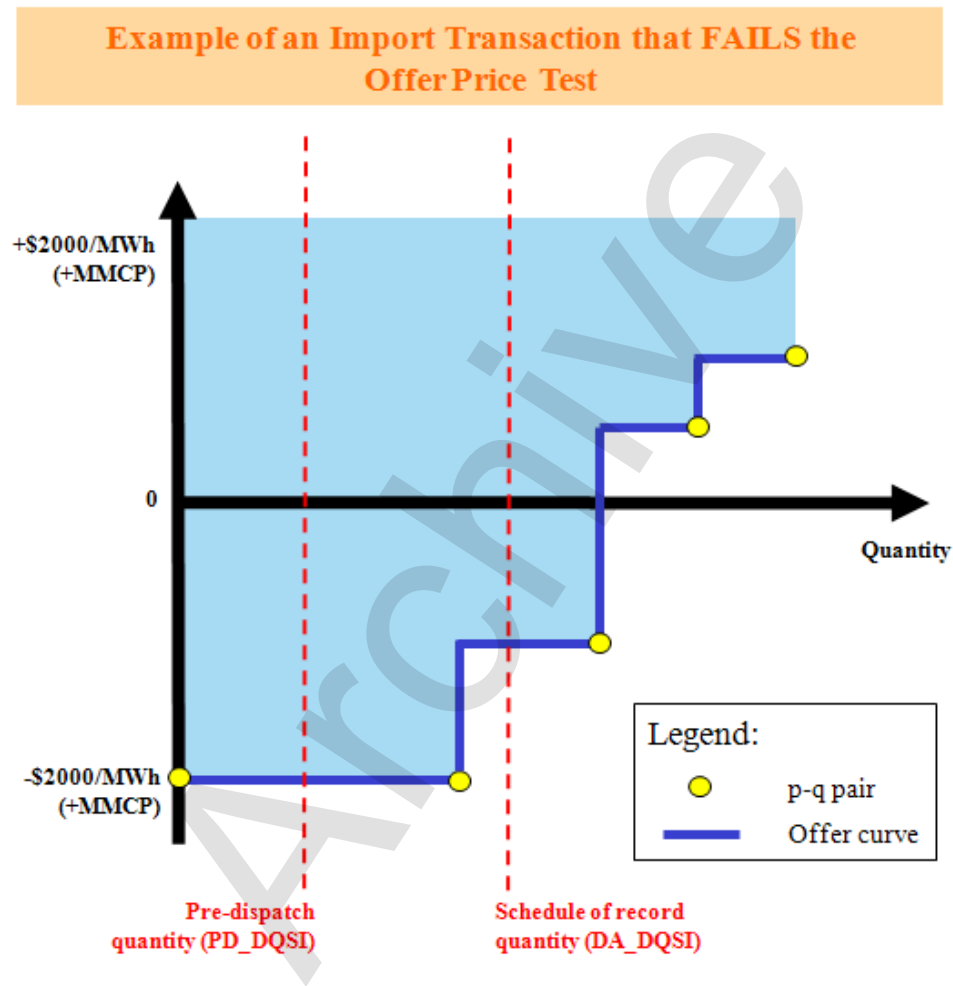 Example of an Import Transaction that FAILS the
Offer Price Test
+$2000/MWh
(+MMCP)
0
Quantity
-$2000/MWh
(+MMCP)
Legend:
p-q pair
Offer curve
Pre-dispatch
quantity (PD_DQSI)
Schedule of record
quantity (DA_DQSI)
Archive